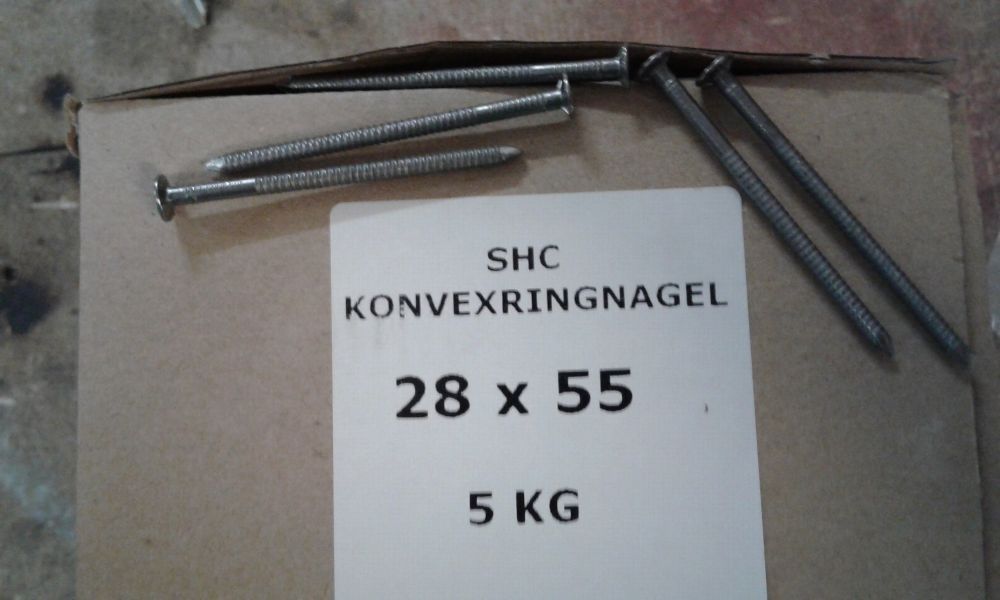 SHC
KONVEXRINGNAGEL
28 x 55
5 KG